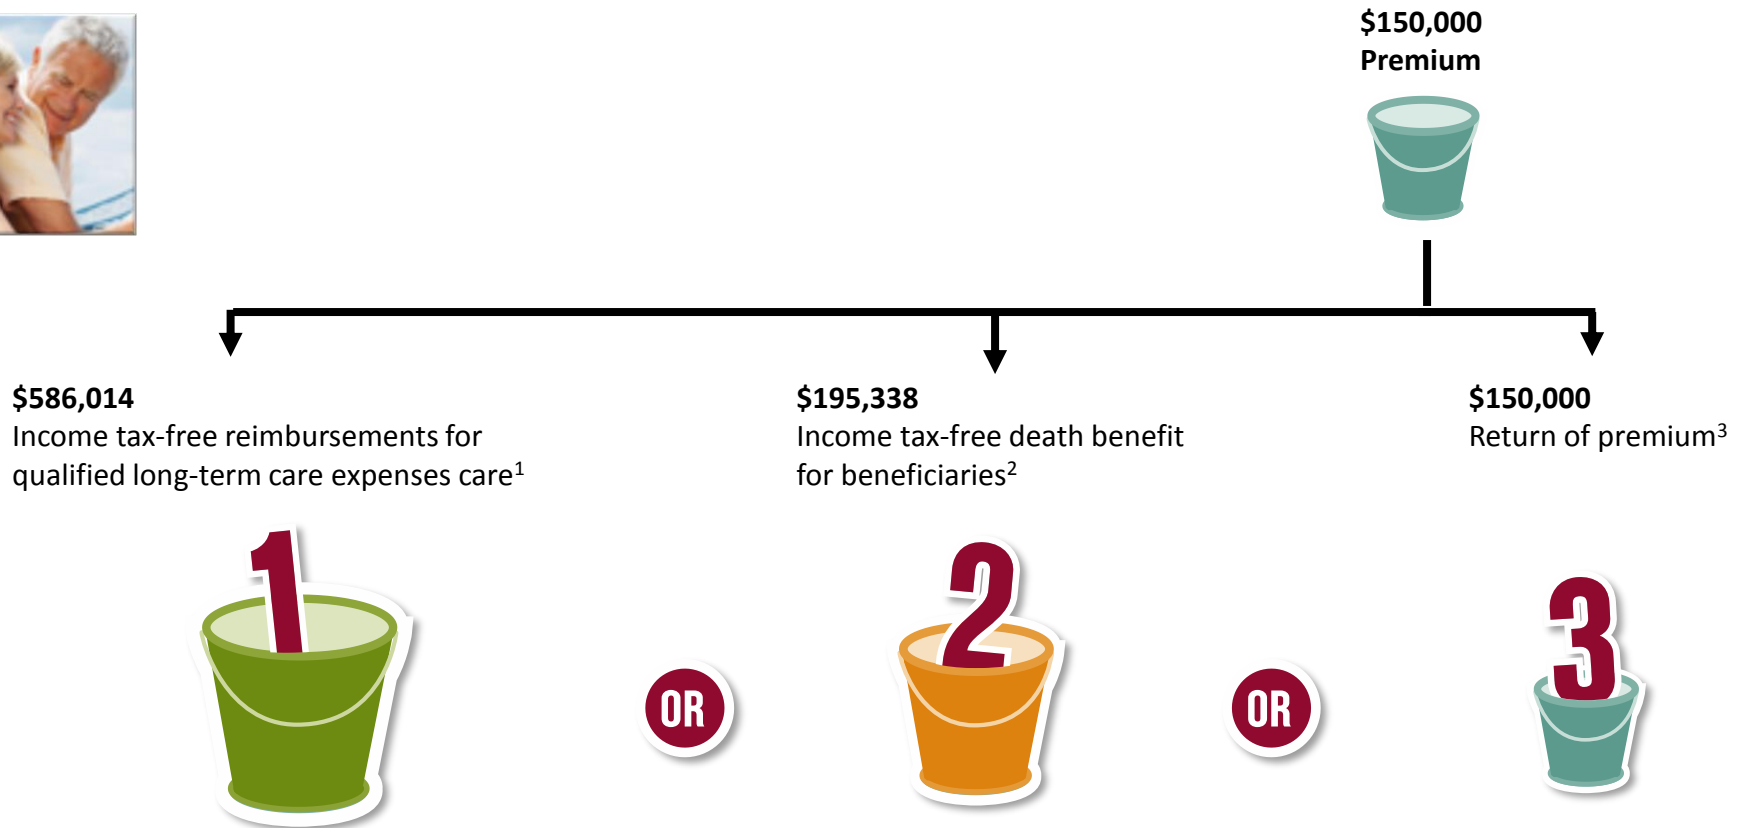 $150,000
Premium
$586,014
Income tax-free reimbursements for
qualified long-term care expenses care1
$195,338
Income tax-free death benefit
for beneficiaries2
$150,000
Return of premium3
1
OR
2
OR
3